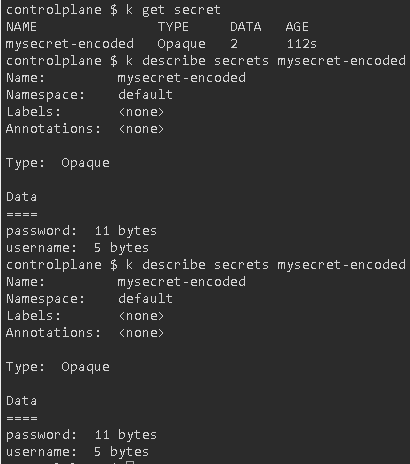 controlplane $ k get secret
NAME TYPE DATA AGE
mysecret-encoded Opaque 2 112s
controlplane $ k describe secrets mysecret-encoded
Name: mysecret-encoded
Namespace: default
Labels: <none>
Annotations: <none>
Type: Opaque
Data
====
password: 11 bytes
username: 5 bytes
controlplane $ k describe secrets mysecret-encoded
Name: mysecret-encoded
Namespace: default
Labels: <none>
Annotations: <none>
Type: Opaque
Data
====
password: 11 bytes
username: 5 bytes